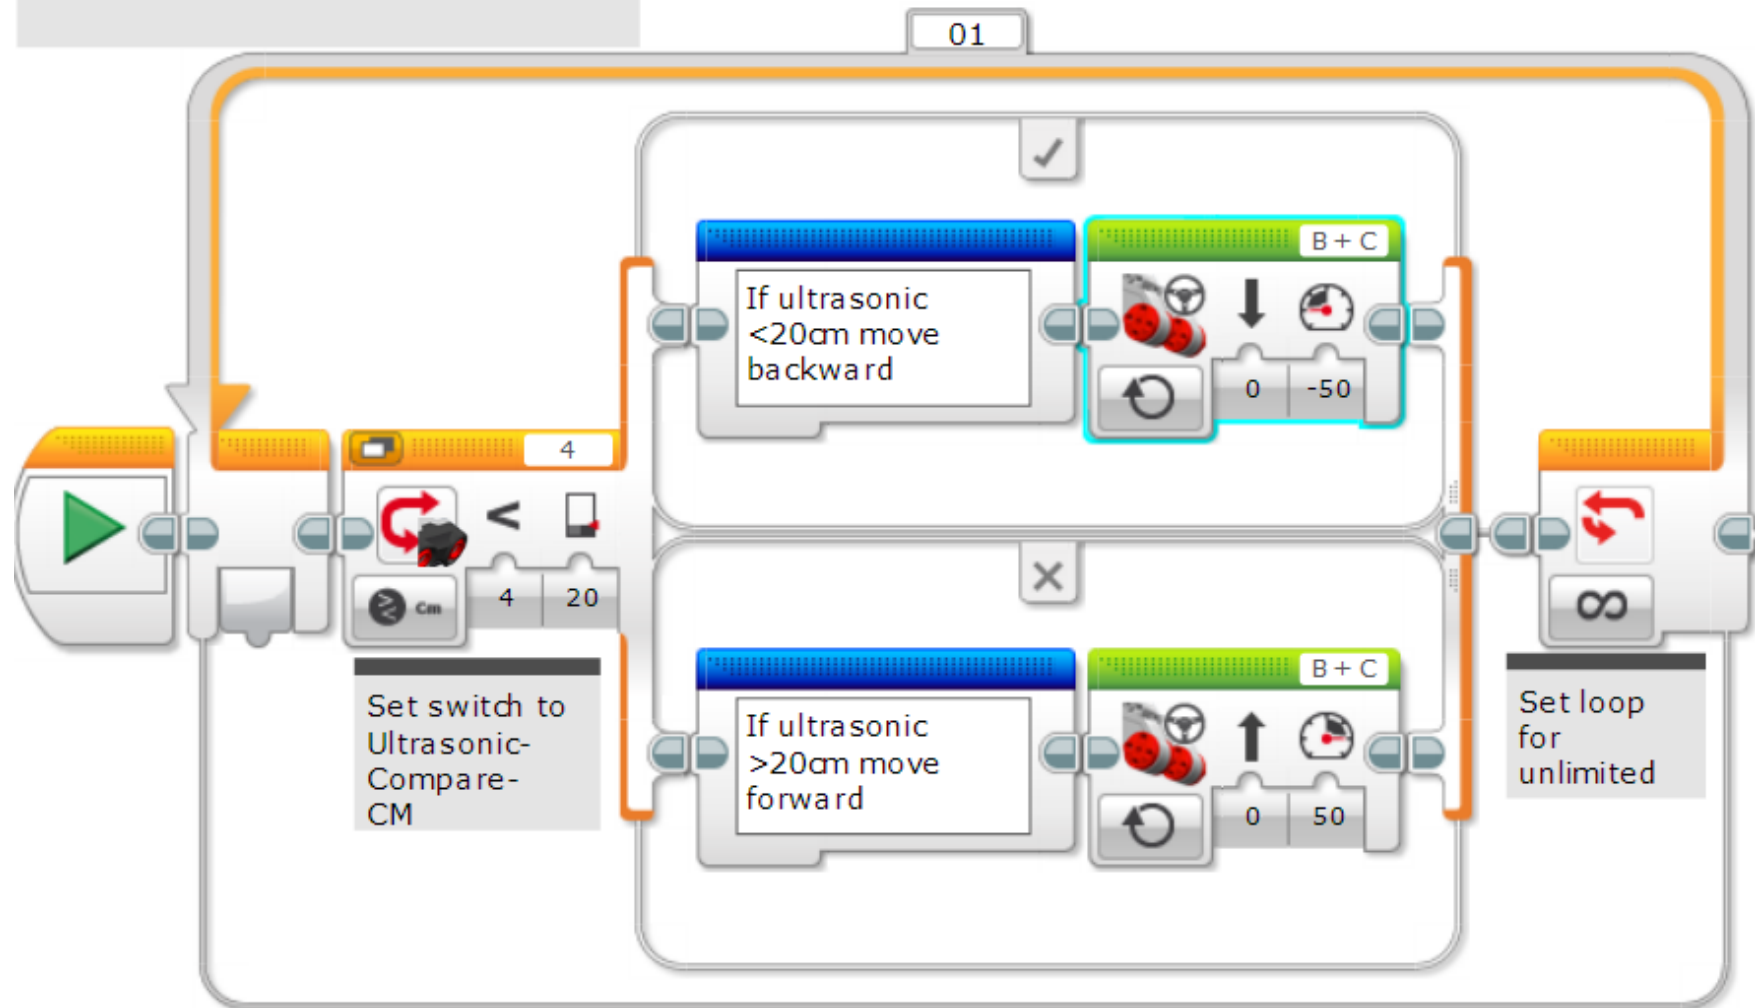 01
If ultrasonic
<20cm move
backward
B + C
0
-50
4
<
Cm
4
20
Set switch to
Ultrasonic-
Compare-
CM
If ultrasonic
>20cm move
forward
B + C
0
50
∞
Set loop
for
unlimited